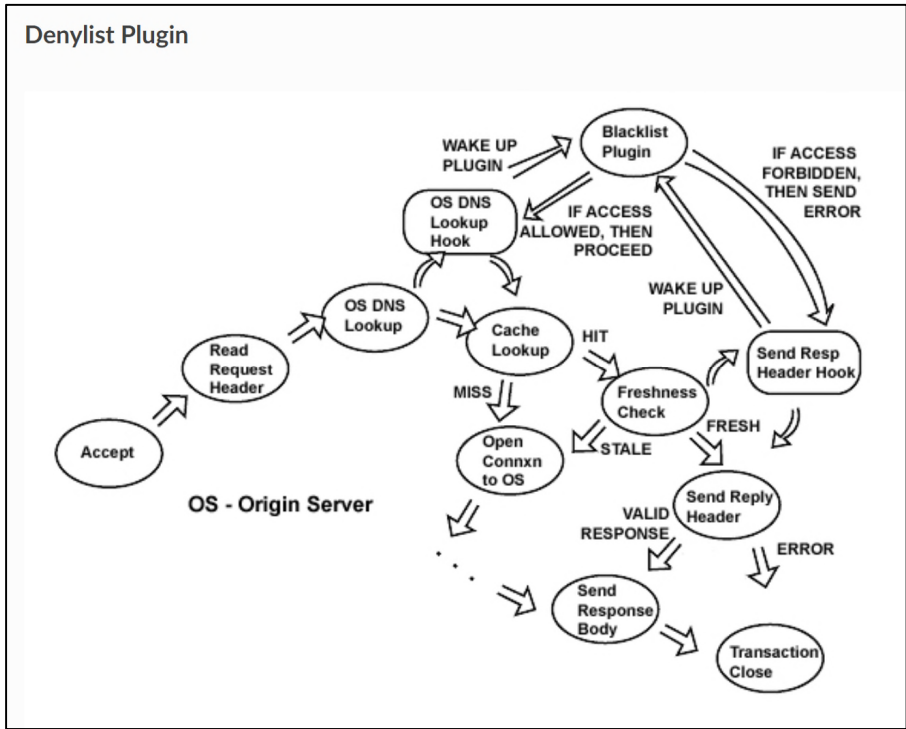 Denylist Plugin
Blacklist
Plugin
WAKE UP
PLUGIN
IF ACCESS
FORBIDDEN,
THEN SEND
ERROR
OS DNS
Lookup
Hook
IF ACCESS
ALLOWED, THEN
PROCEED
WAKE UP
PLUGIN
OS DNS
Lookup
Cache
Lookup
HIT
Send Resp
Header Hook
Read
Request
Header
MISS
Freshness
Check
FRESH
STALE
Accept
Open
Connxn
to OS
OS - Origin Server
Send Reply
Header
VALID
RESPONSE
ERROR
Send
Response
Body
Transaction
Close